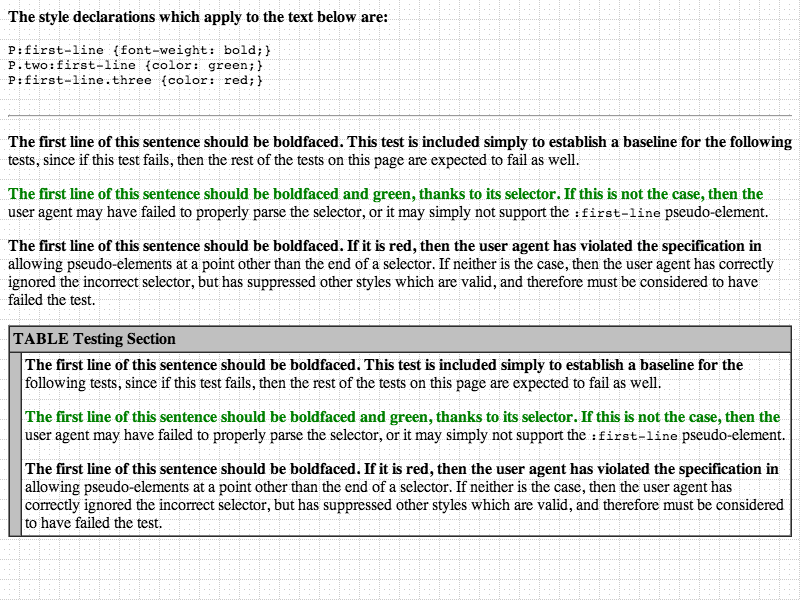 The style declarations which apply to the text below are:
P:first-line {font-weight: bold;}
P.two:first-line {color: green;}
P:first-line.three {color: red;}
The first line of this sentence should be boldfaced. This test is included simply to establish a baseline for the following
tests, since if this test fails, then the rest of the tests on this page are expected to fail as well.
The first line of this sentence should be boldfaced and green, thanks to its selector. If this is not the case, then the
user agent may have failed to properly parse the selector, or it may simply not support the :first-line pseudo-element.
The first line of this sentence should be boldfaced. If it is red, then the user agent has violated the specification in
allowing pseudo-elements at a point other than the end of a selector. If neither is the case, then the user agent has correctly
ignored the incorrect selector, but has suppressed other styles which are valid, and therefore must be considered to have
failed the test.
TABLE Testing Section
The first line of this sentence should be boldfaced. This test is included simply to establish a baseline for the
following tests, since if this test fails, then the rest of the tests on this page are expected to fail as well.
The first line of this sentence should be boldfaced and green, thanks to its selector. If this is not the case, then the
user agent may have failed to properly parse the selector, or it may simply not support the :first-line pseudo-element.
The first line of this sentence should be boldfaced. If it is red, then the user agent has violated the specification in
allowing pseudo-elements at a point other than the end of a selector. If neither is the case, then the user agent has
correctly ignored the incorrect selector, but has suppressed other styles which are valid, and therefore must be considered
to have failed the test.